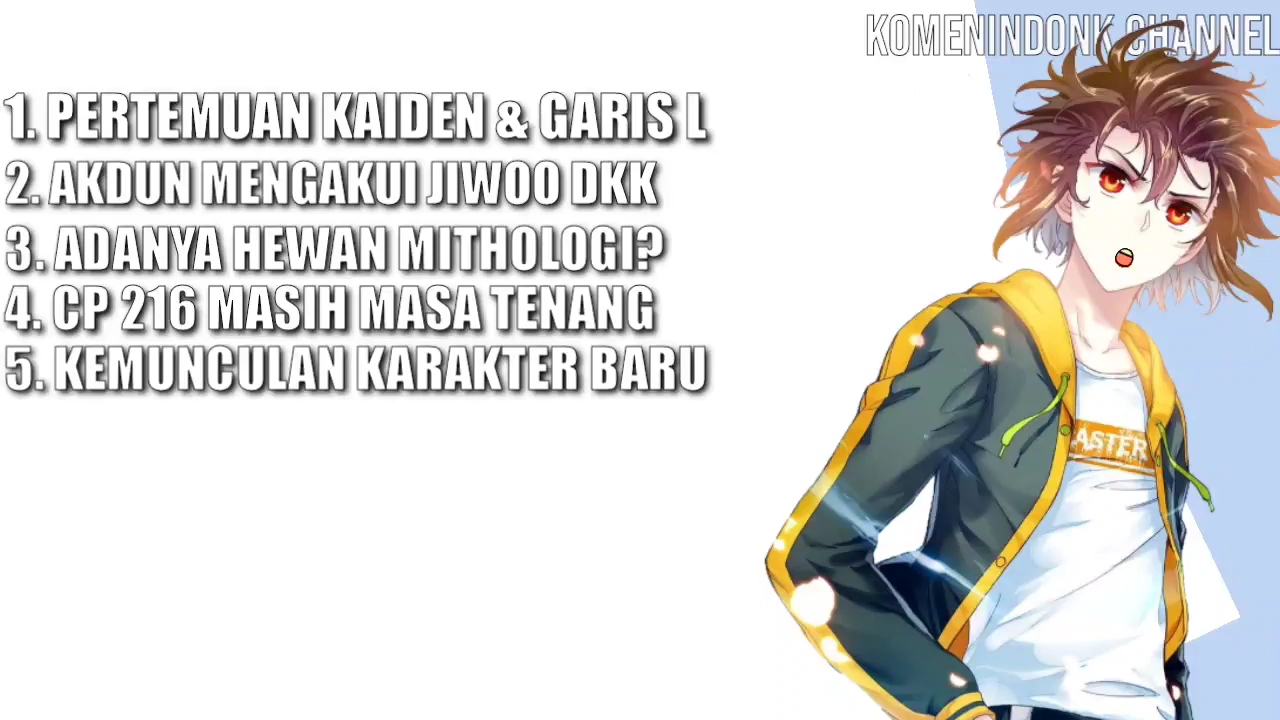 KOMENINDONK CHANNEL
1. PERTEMUAN KAIDEN & GARIS L
2. AKDUN MENGAKUI JIWOO DKK
3. ADANYA HEWAN MITHOLOGI?
4. CP 216 MASIH MASA TENANG
5. KEMUNCULAN KARAKTER BARU
ASTER